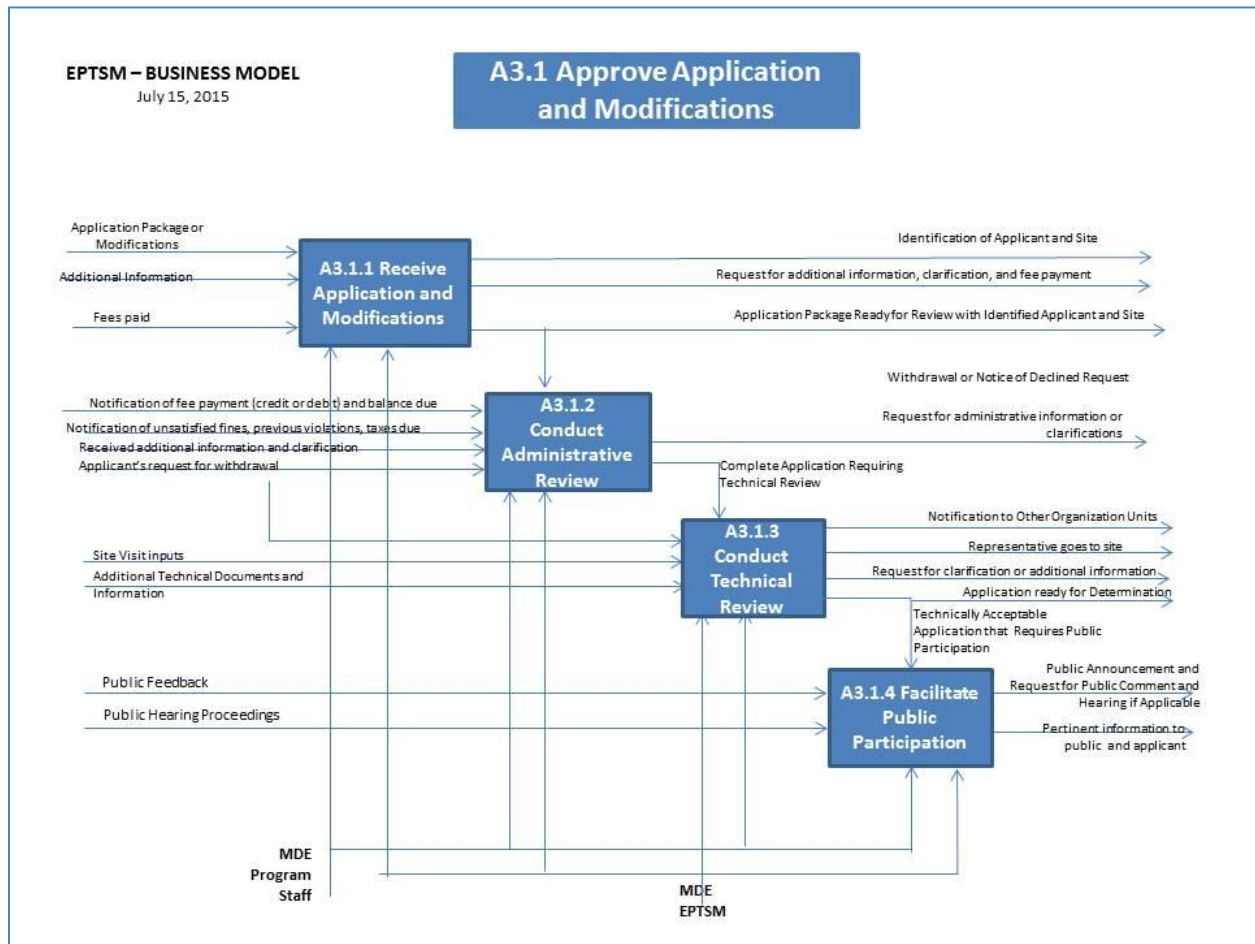 EPTSM – BUSINESS MODEL
July 15, 2015
A3.1 Approve Application
and Modifications
Application Package or
Modifications
Additional Information
Fees paid
A3.1.1 Receive
Application and
Modifications
Identification of Applicant and Site
Request for additional information, clarification, and fee payment
Application Package Ready for Review with Identified Applicant and Site
Notification of fee payment (credit or debit) and balance due
Notification of unsatisfied fines, previous violations, taxes due
Received additional information and clarification
Applicant's request for withdrawal
A3.1.2
Conduct
Administrative
Review
Withdrawal or Notice of Declined Request
Request for administrative information or
clarifications
Complete Application Requiring
Technical Review
Site Visit inputs
Additional Technical Documents and
Information
A3.1.3
Conduct
Technical
Review
Notification to Other Organization Units
Representative goes to site
Request for clarification or additional information
Application ready for Determination
Technically Acceptable
Application that Requires Public
Participation
Public Feedback
Public Hearing Proceedings
A3.1.4 Facilitate
Public
Participation
Public Announcement and
Request for Public Comment and
Hearing if Applicable
Pertinent information to
public and applicant
MDE
Program
Staff
MDE
EPTSM